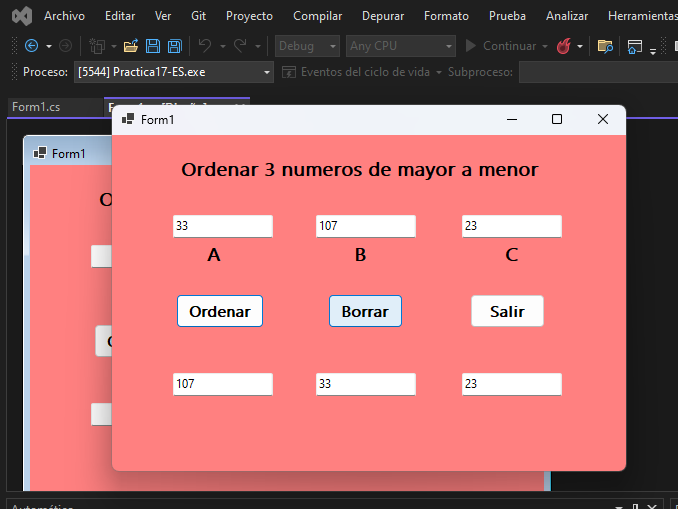 Archivo Editar Ver Git Proyecto Compilar Depurar Formato Prueba Analizar Herramientas
Debug Any CPU Continuar
Proceso: [5544] Practica17-ES.exe Eventos del ciclo de vida Subproceso:
Form1.cs
Form1
Form1
Ordenar 3 numeros de mayor a menor
33 107 23
A B C
Ordenar Borrar Salir
107 33 23